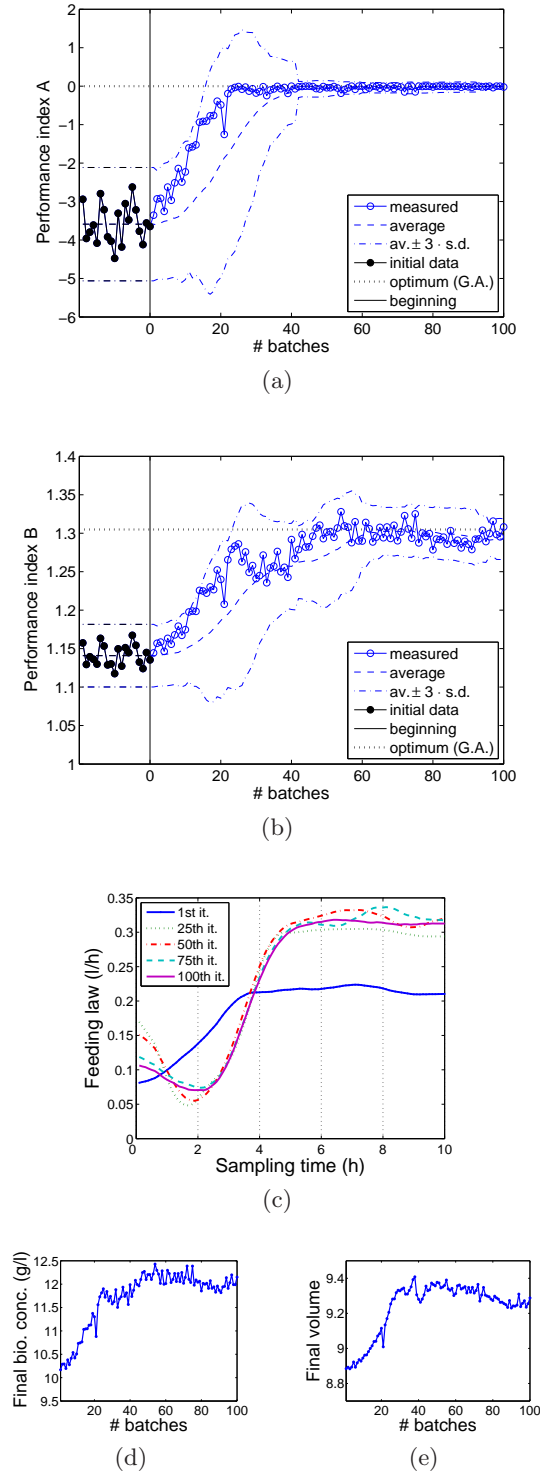 2
1
0
−1
−2
−3
−4
−5
−6
Performance index A
measured
average
av.± 3 · s.d.
initial data
optimum (G.A.)
beginning
0 20 40 60 80 100
# batches
(a)
1.4
1.35
1.3
1.25
1.2
1.15
1.1
1.05
1
Performance index B
measured
average
av.± 3 · s.d.
initial data
beginning
optimum (G.A.)
0 20 40 60 80 100
# batches
(b)
0.35
0.3
0.25
0.2
0.15
0.1
0.05
0
Feeding law (l/h)
1st it.
25th it.
50th it.
75th it.
100th it.
0 2 4 6 8 10
Sampling time (h)
(c)
12.5
12
11.5
11
10.5
10
9.5
Final bio. conc. (g/l)
20 40 60 80 100
# batches
(d)
9.4
9.2
9
8.8
Final volume
20 40 60 80 100
# batches
(e)